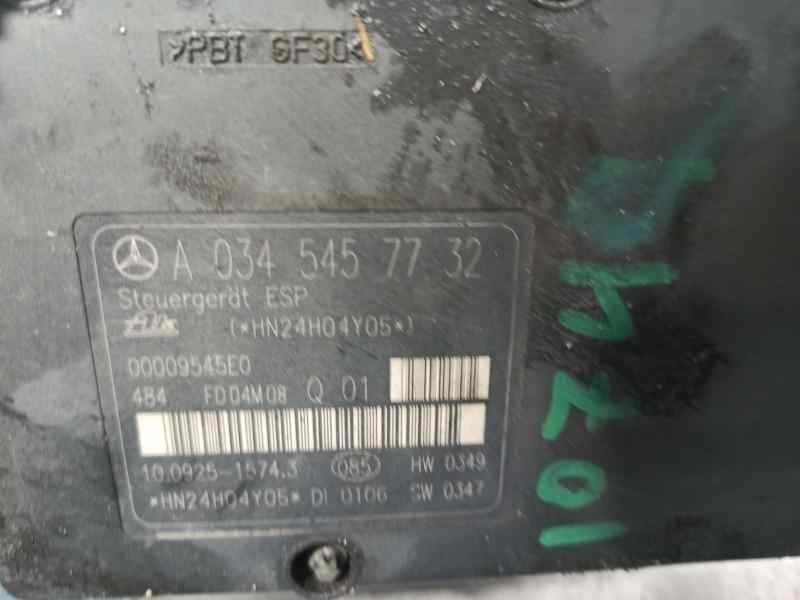 >PBT GF30<
A 034 545 77 32
Steuergerät ESP
(*HN24H04Y05*)
00009545E0
484 FD04M08 Q 01
10.0925-1574.3 085 HW 0349
*HN24H04Y05* DI 0106 SW 0347